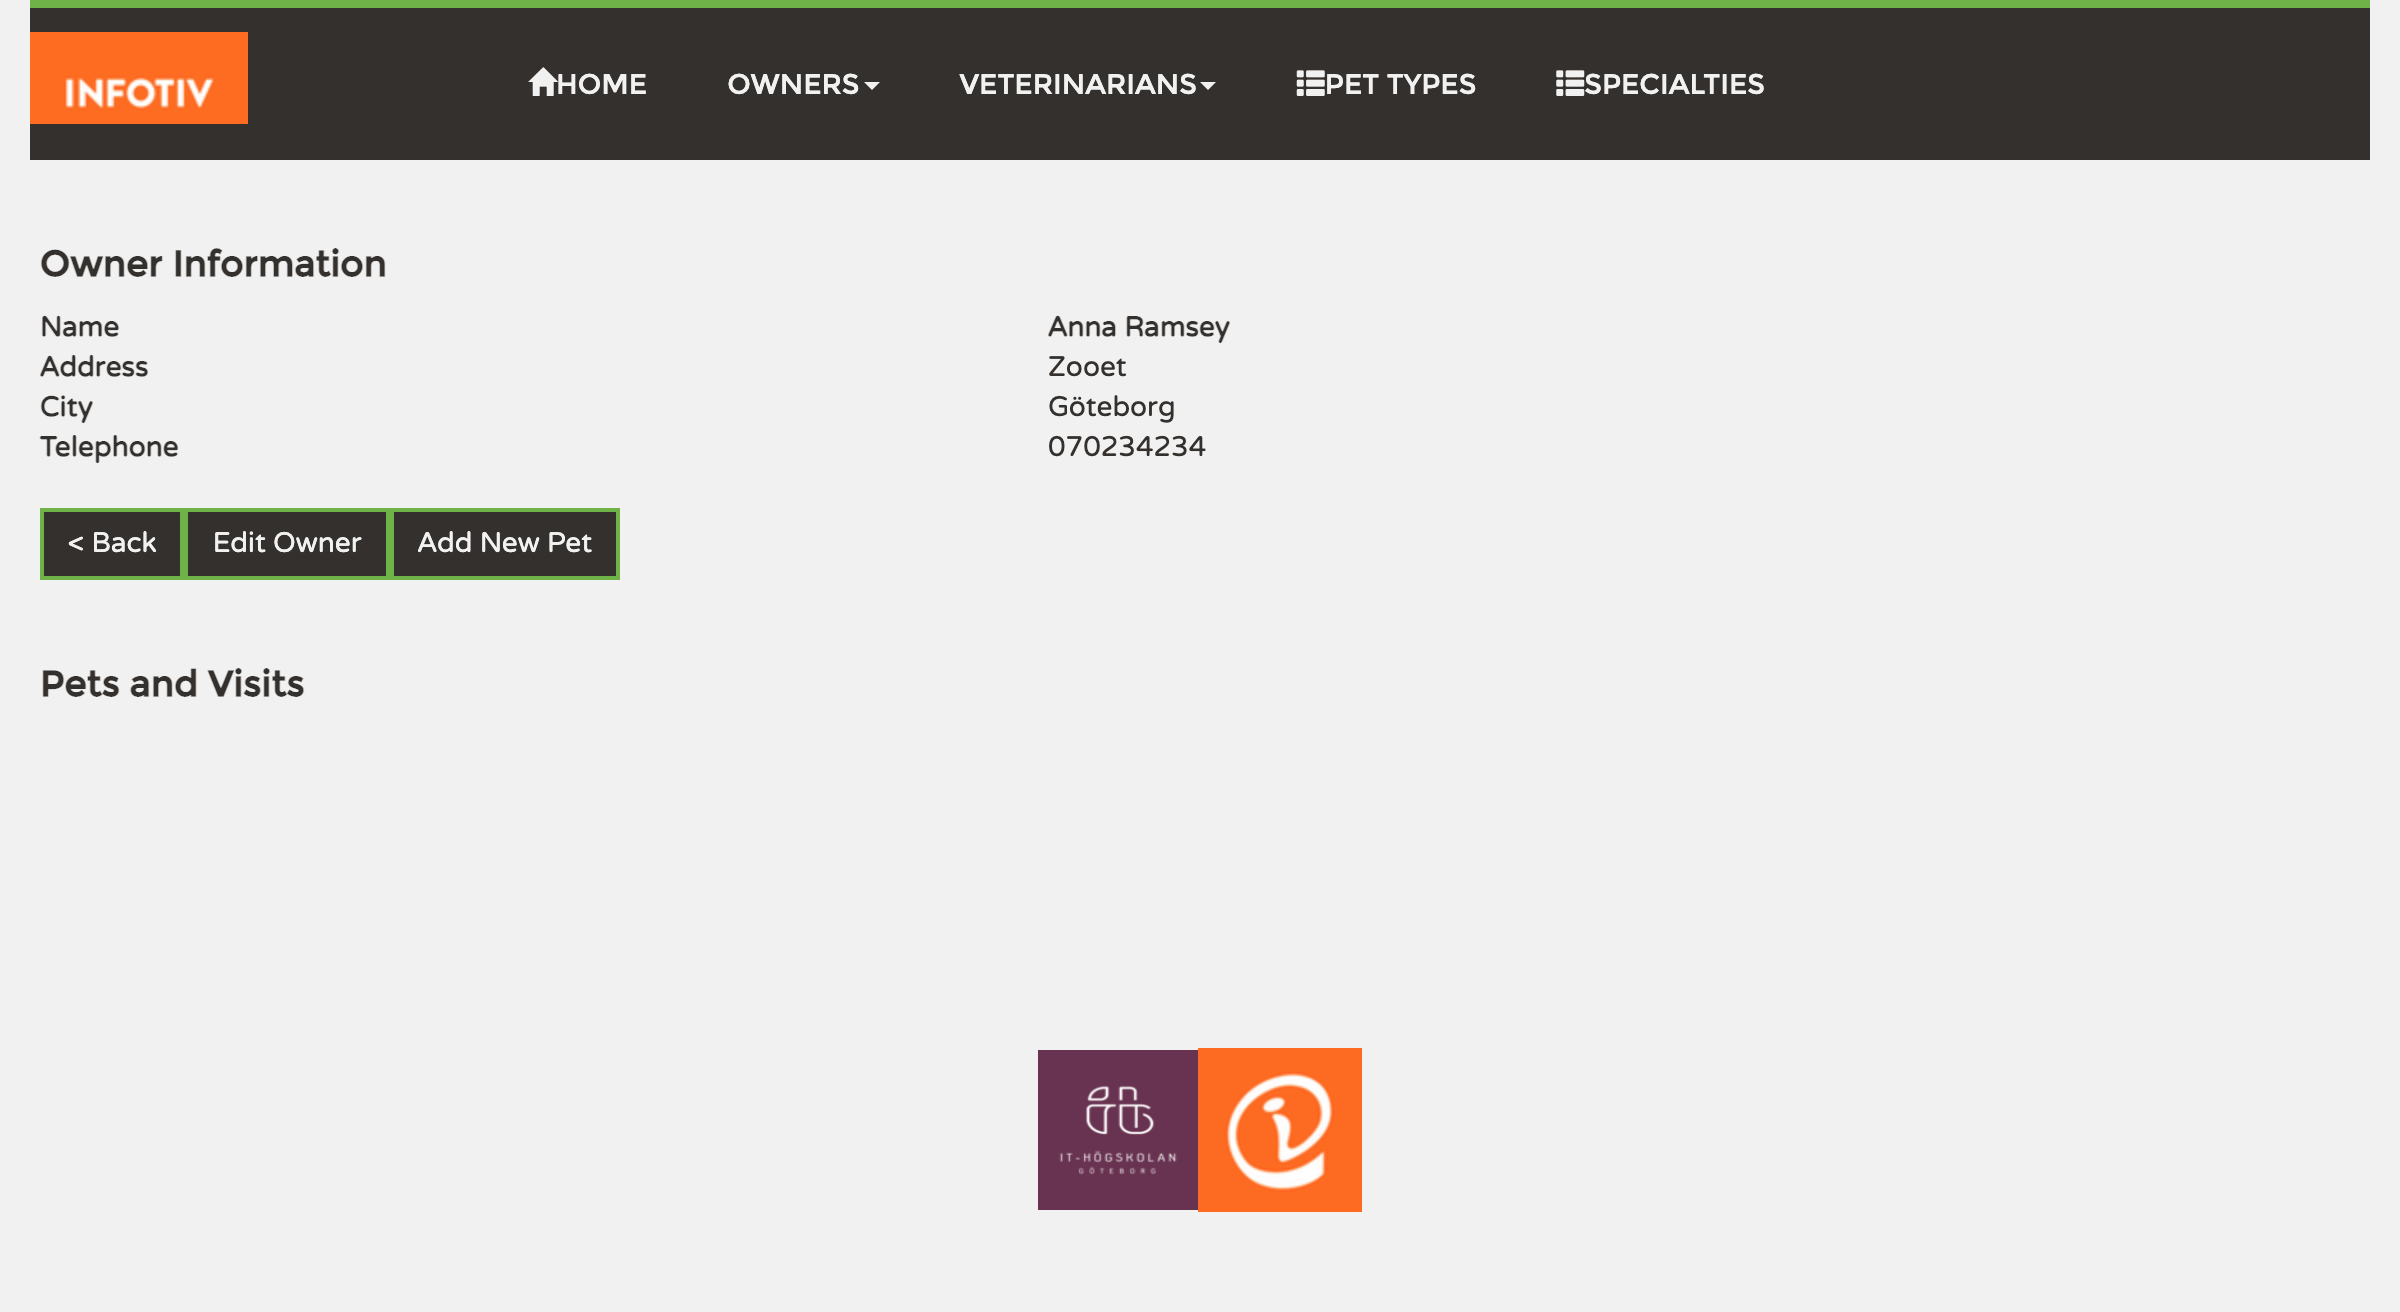 INFOTIV
HOME OWNERS VETERINARIANS PET TYPES SPECIALTIES
Owner Information
Name Anna Ramsey
Address Zooet
City Göteborg
Telephone 070234234
< Back Edit Owner Add New Pet
Pets and Visits
IT-HÖGSKOLAN
GÖTEBORG